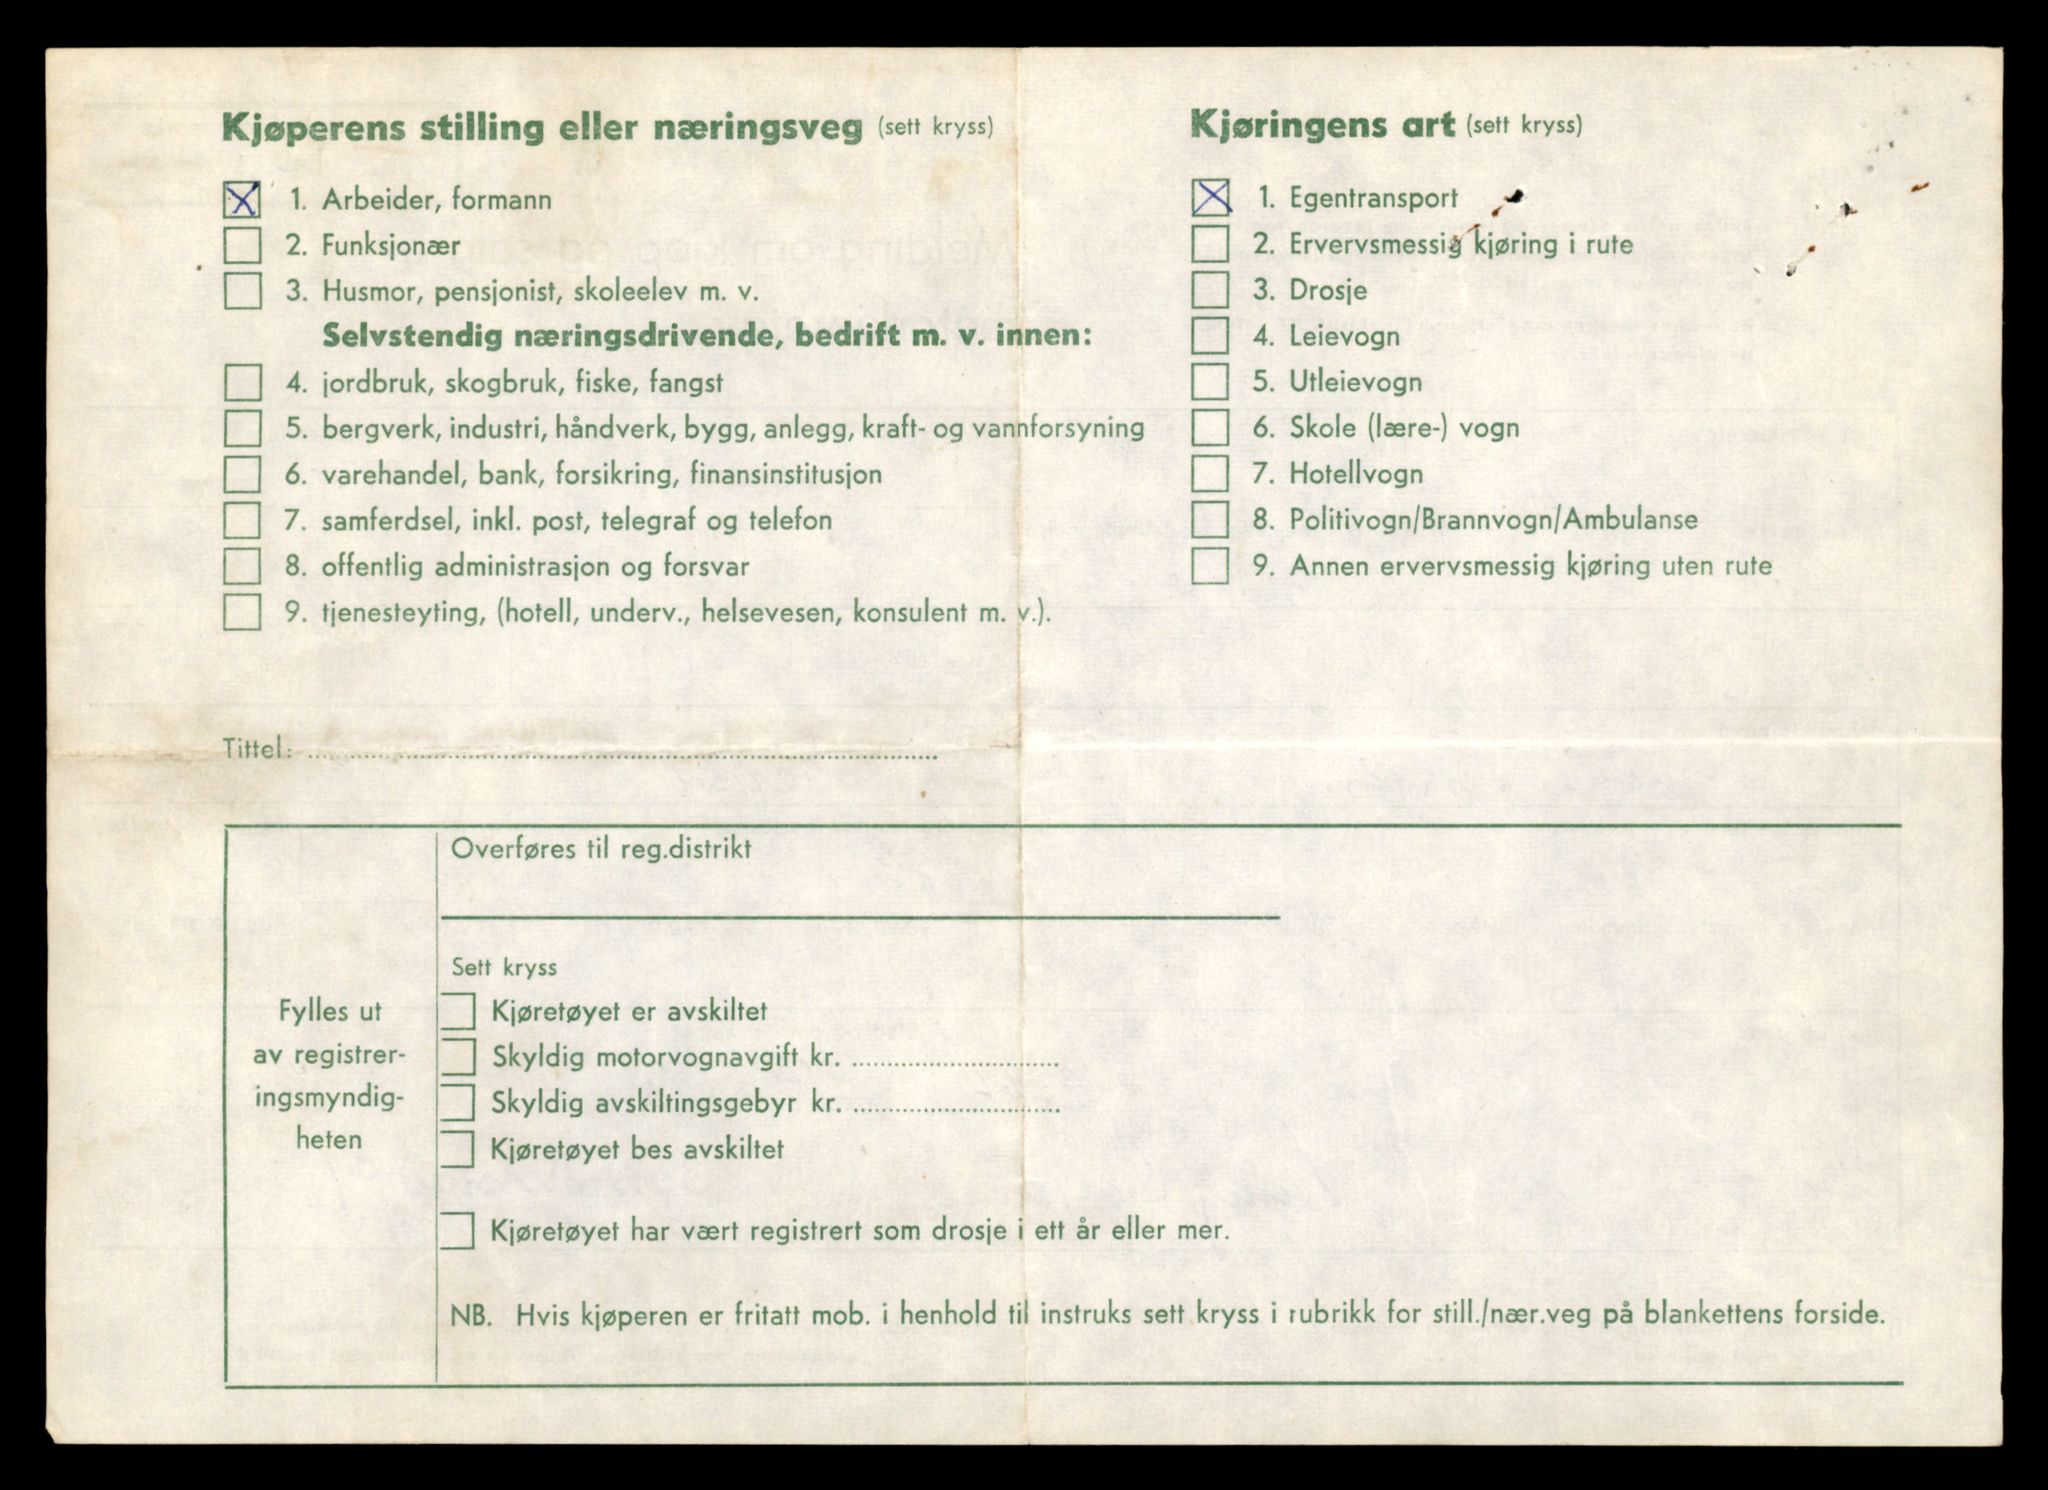 Kjøperens stilling eller næringsveg (sett kryss)
X 1. Arbeider, formann
2. Funksjonær
3. Husmor, pensjonist, skoleelev m. v.
Selvstendig næringsdrivende, bedrift m. v. innen:
4. jordbruk, skogbruk, fiske, fangst
5. bergverk, industri, håndverk, bygg, anlegg, kraft- og vannforsyning
6. varehandel, bank, forsikring, finansinstitusjon
7. samferdsel, inkl. post, telegraf og telefon
8. offentlig administrasjon og forsvar
9. tjenesteyting, (hotell, underv., helsevesen, konsulent m. v.).
Kjøringens art (sett kryss)
X 1. Egentransport
2. Ervervsmessig kjøring i rute
3. Drosje
4. Leievogn
5. Utleievogn
6. Skole (lære-) vogn
7. Hotellvogn
8. Politivogn/Brannvogn/Ambulanse
9. Annen ervervsmessig kjøring uten rute
Tittel:
Fylles ut
av registrer-
ingsmyndig-
heten
Overføres til reg.distrikt
Sett kryss
Kjøretøyet er avskiltet
Skyldig motorvognavgift kr.
Skyldig avskiltingsgebyr kr.
Kjøretøyet bes avskiltet
Kjøretøyet har vært registrert som drosje i ett år eller mer.
NB. Hvis kjøperen er fritatt mob. i henhold til instruks sett kryss i rubrikk for still./nær.veg på blankettens forside.